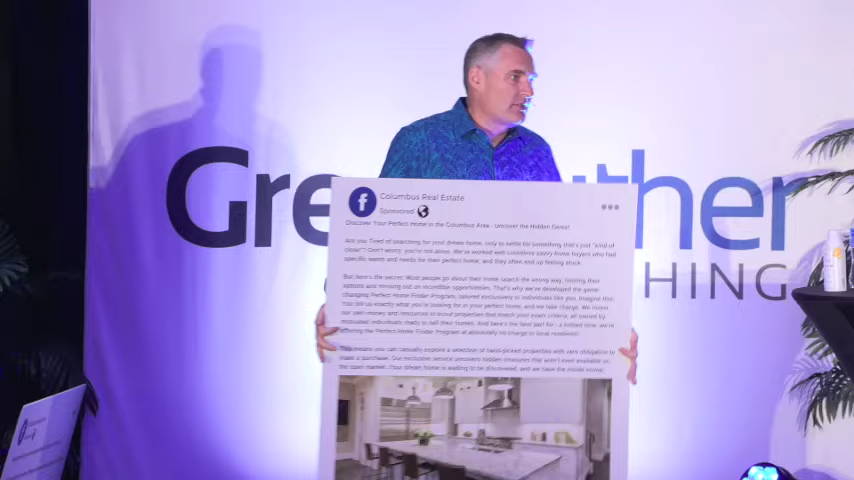 Gre
ther
HING
Columbus Real Estate
Sponsored
Discover Your Perfect Home in the Columbus Area - Uncover the Hidden Gems!
Are you Tired of searching for your dream home, only to settle for something that's just "kind of
close"? Don't worry, you're not alone. We've worked with countless savvy home buyers who had
specific wants and needs for their perfect home, and they often end up feeling stuck.
But here's the secret: Most people go about their home search the wrong way, limiting their
options and missing out on incredible opportunities. That's why we've developed the game-
changing Perfect Home Finder Program, tailored exclusively to individuals like you. Imagine this:
You tell us exactly what you're looking for in your perfect home, and we take charge. We invest
our own money and resources to scout properties that match your exact criteria, all owned by
motivated individuals, ready to sell their homes. And here's the best part for a limited time, we're
offering the Perfect Home Finder Program at absolutely no charge to local residents.
This means you can casually explore a selection of hand-picked properties with zero obligation to
make a purchase. Our exclusive service uncovers hidden treasures that won't even available on
the open market. Your dream home is waiting to be discovered, and we have the inside scoop.